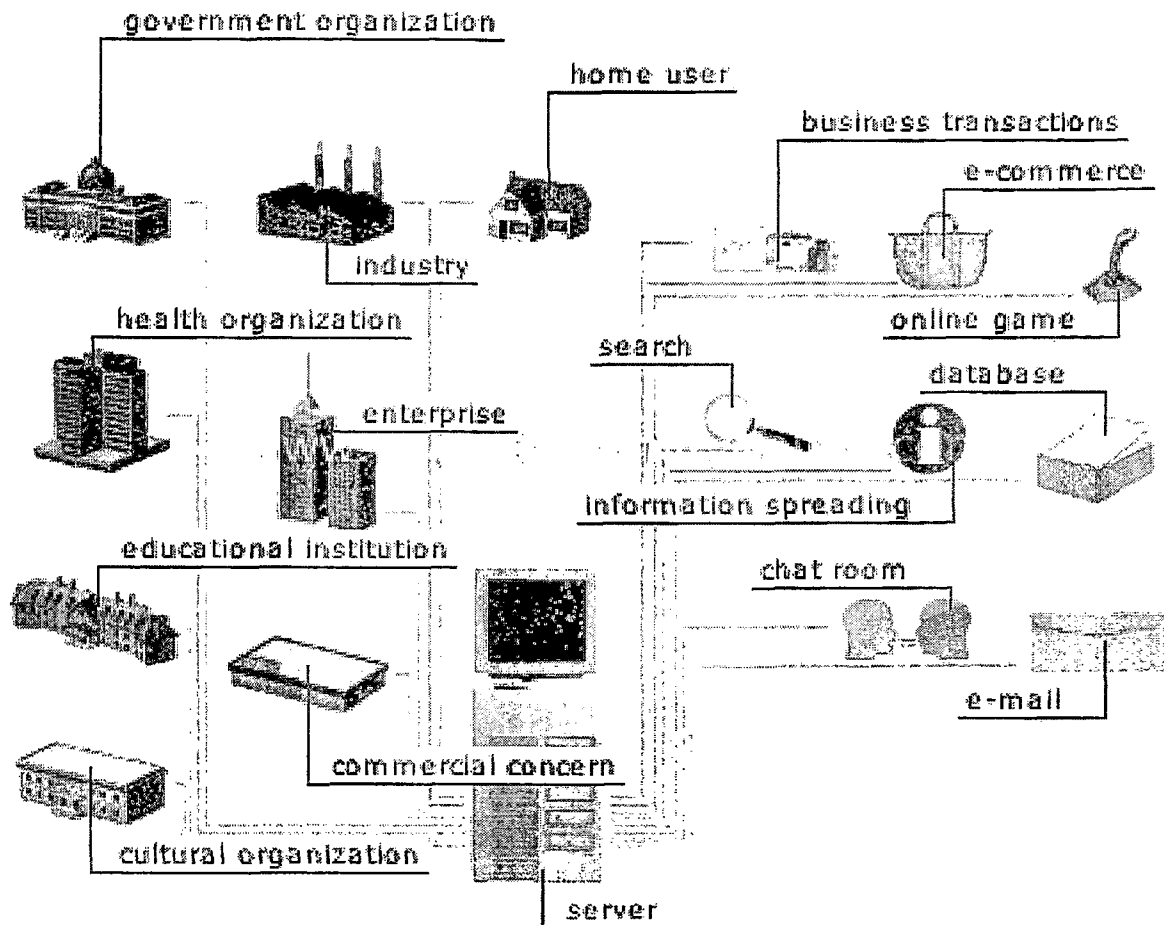 government organization
home user
business transactions
e-commerce
industry
health organization
online game
search
database
enterprise
information spreading
educational institution
chat room
e-mail
commercial concern
cultural organization
server